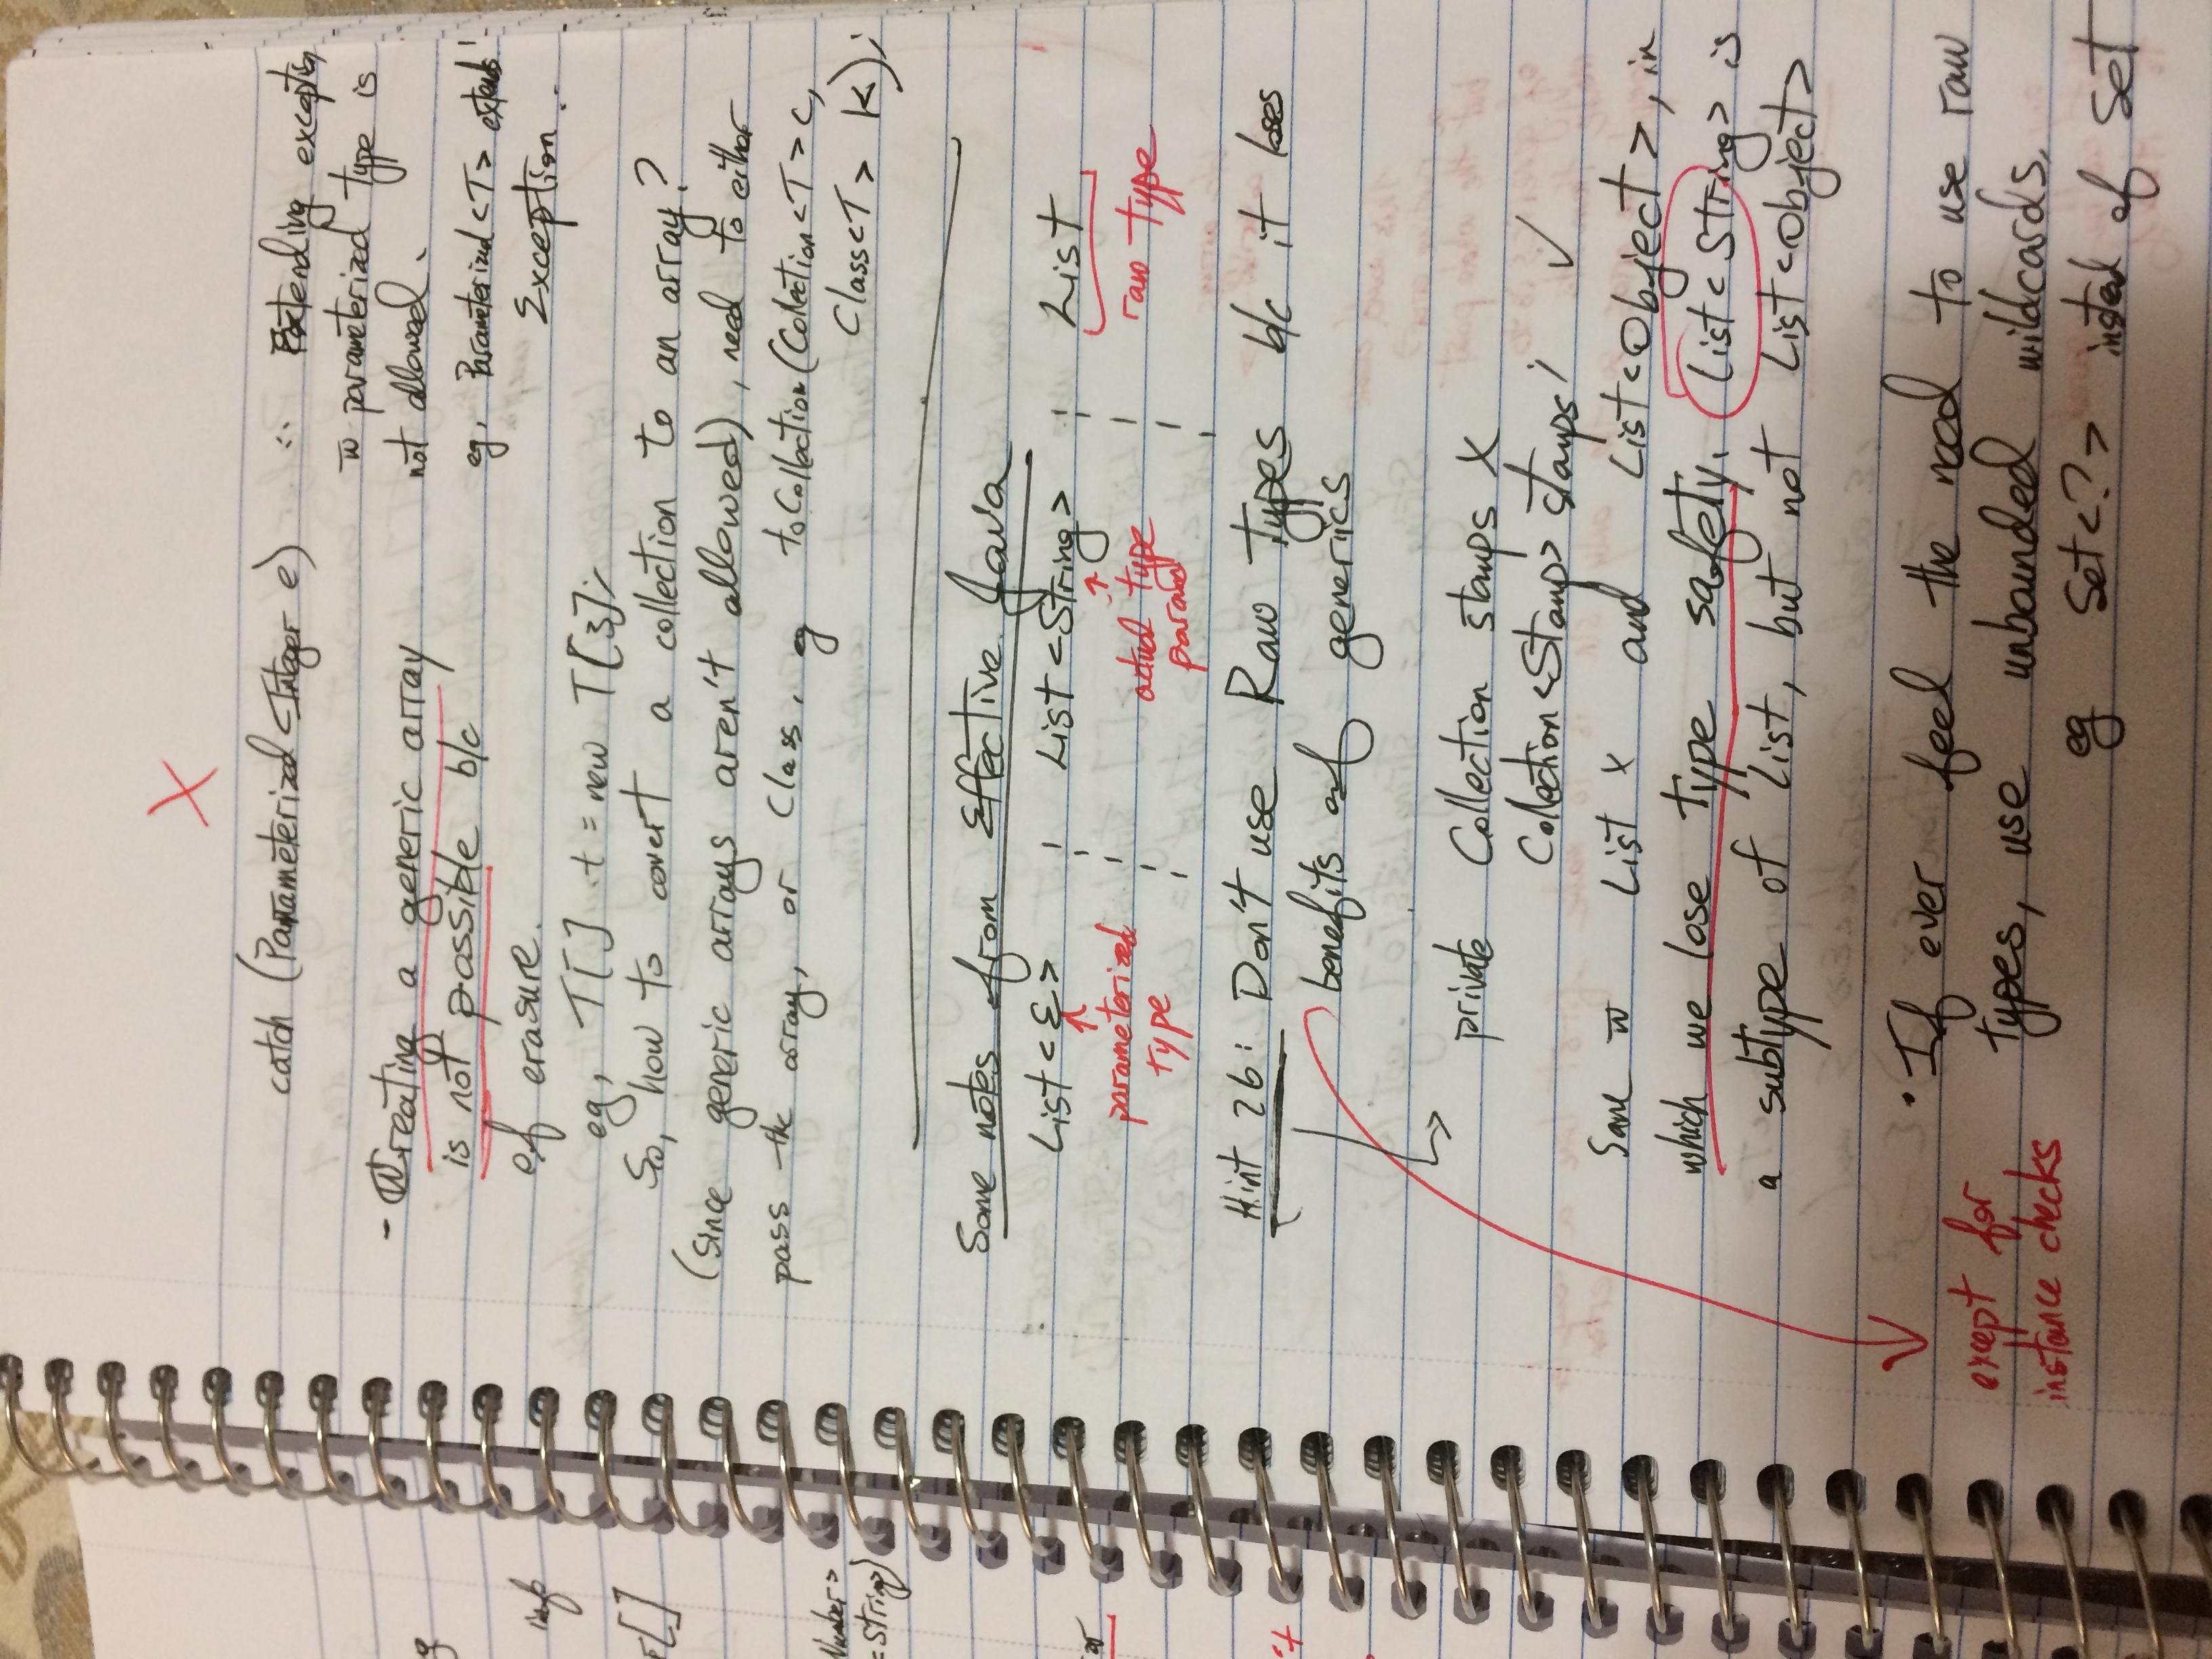 X
catch (Parameterized<Integer e)
∴ Extending exception
w̄ parameterized type is
not allowed.
eg, Parameterized<T> extends
Exception.
- Creating a generic array
is not possible b/c
of erasure.
eg, T[] t = new T[3];
So, how to covert a collection to an array?
(since generic arrays aren't allowed), need to either
pass the array, or Class, eg toCollection(Collection<T> c,
Class<T> k);
Some notes from Effective Java
List<E> ¦ List<String> ¦ List
↑ parameterized type
↑ actual type param
raw type
Hint 26: Don't use Raw Types b/c it loses
benefits of generics
private Collection stamps X
Collection<Stamp> stamps; ✓
Same w̄ List X and List<Object>, in
which we lose type safety. List<String> is
a subtype of List, but not List<Object>
except for
instance checks
• If ever feel the need to use raw
types, use unbounded wildcards.
eg Set<?> insted of Set
info
[]
Number>
<String>)